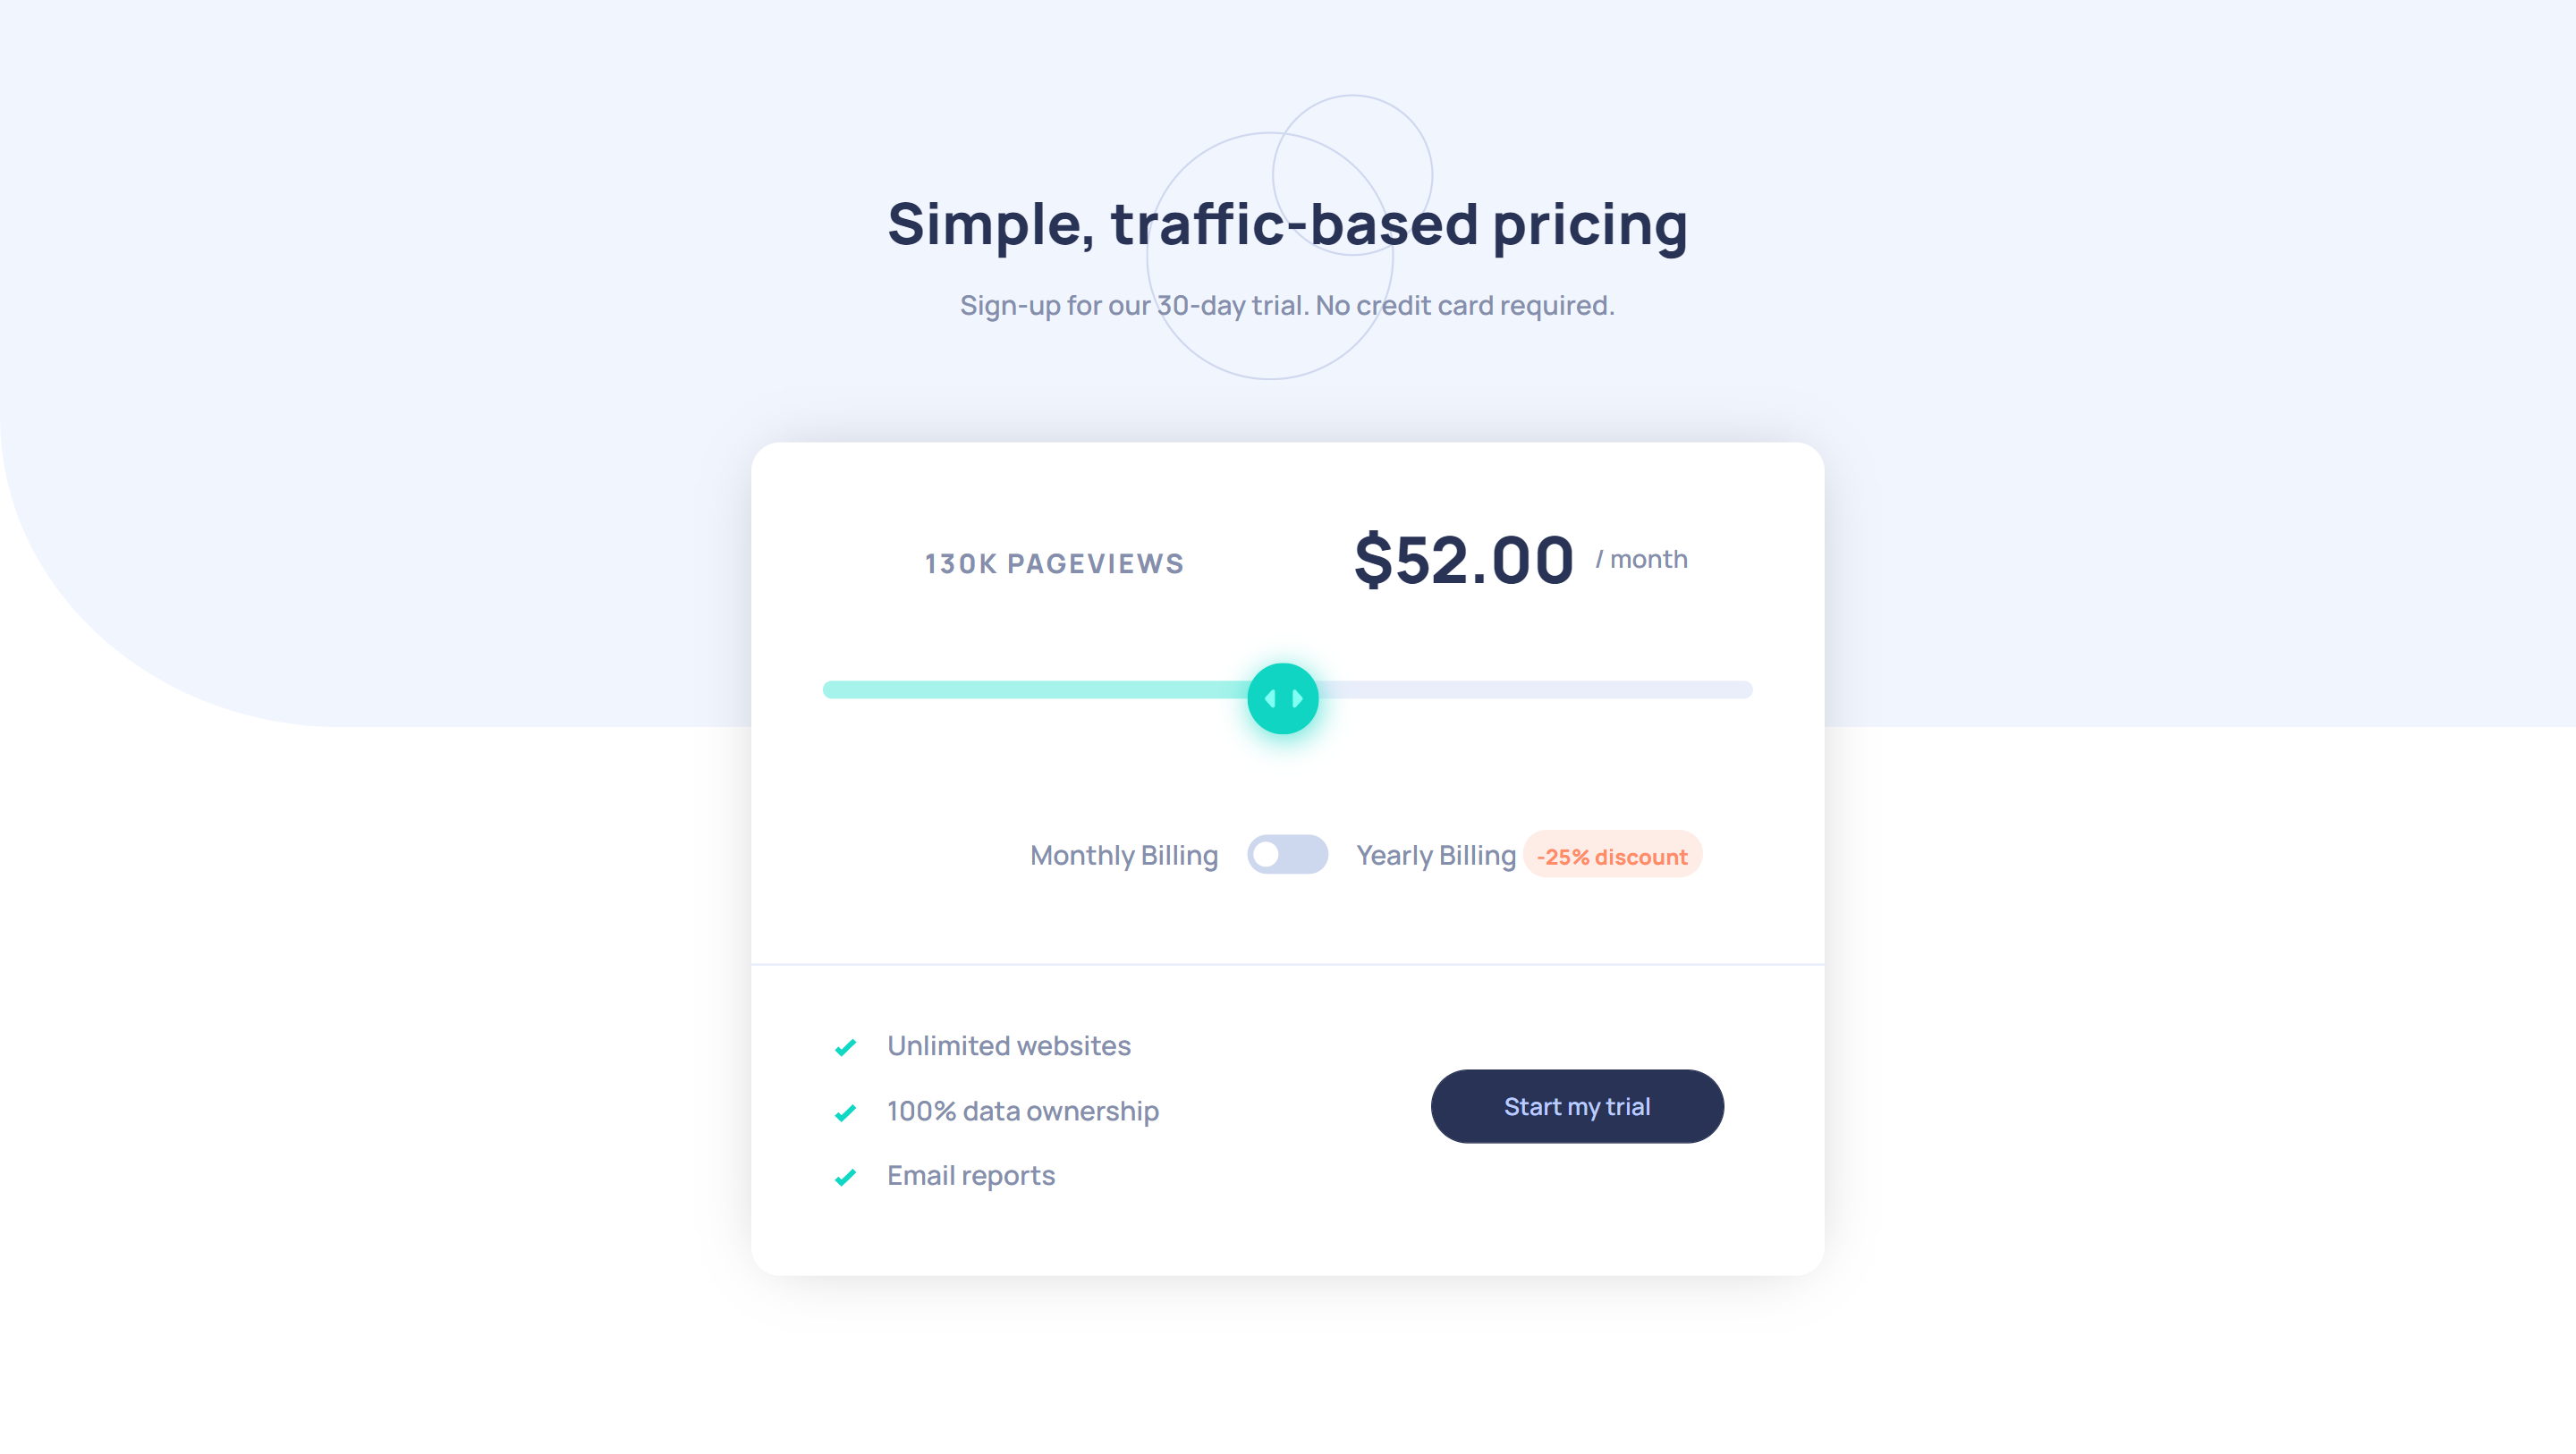 Simple, traffic-based pricing
Sign-up for our 30-day trial. No credit card required.
130K PAGEVIEWS
$52.00 / month
Monthly Billing
Yearly Billing -25% discount
Unlimited websites
100% data ownership
Email reports
Start my trial